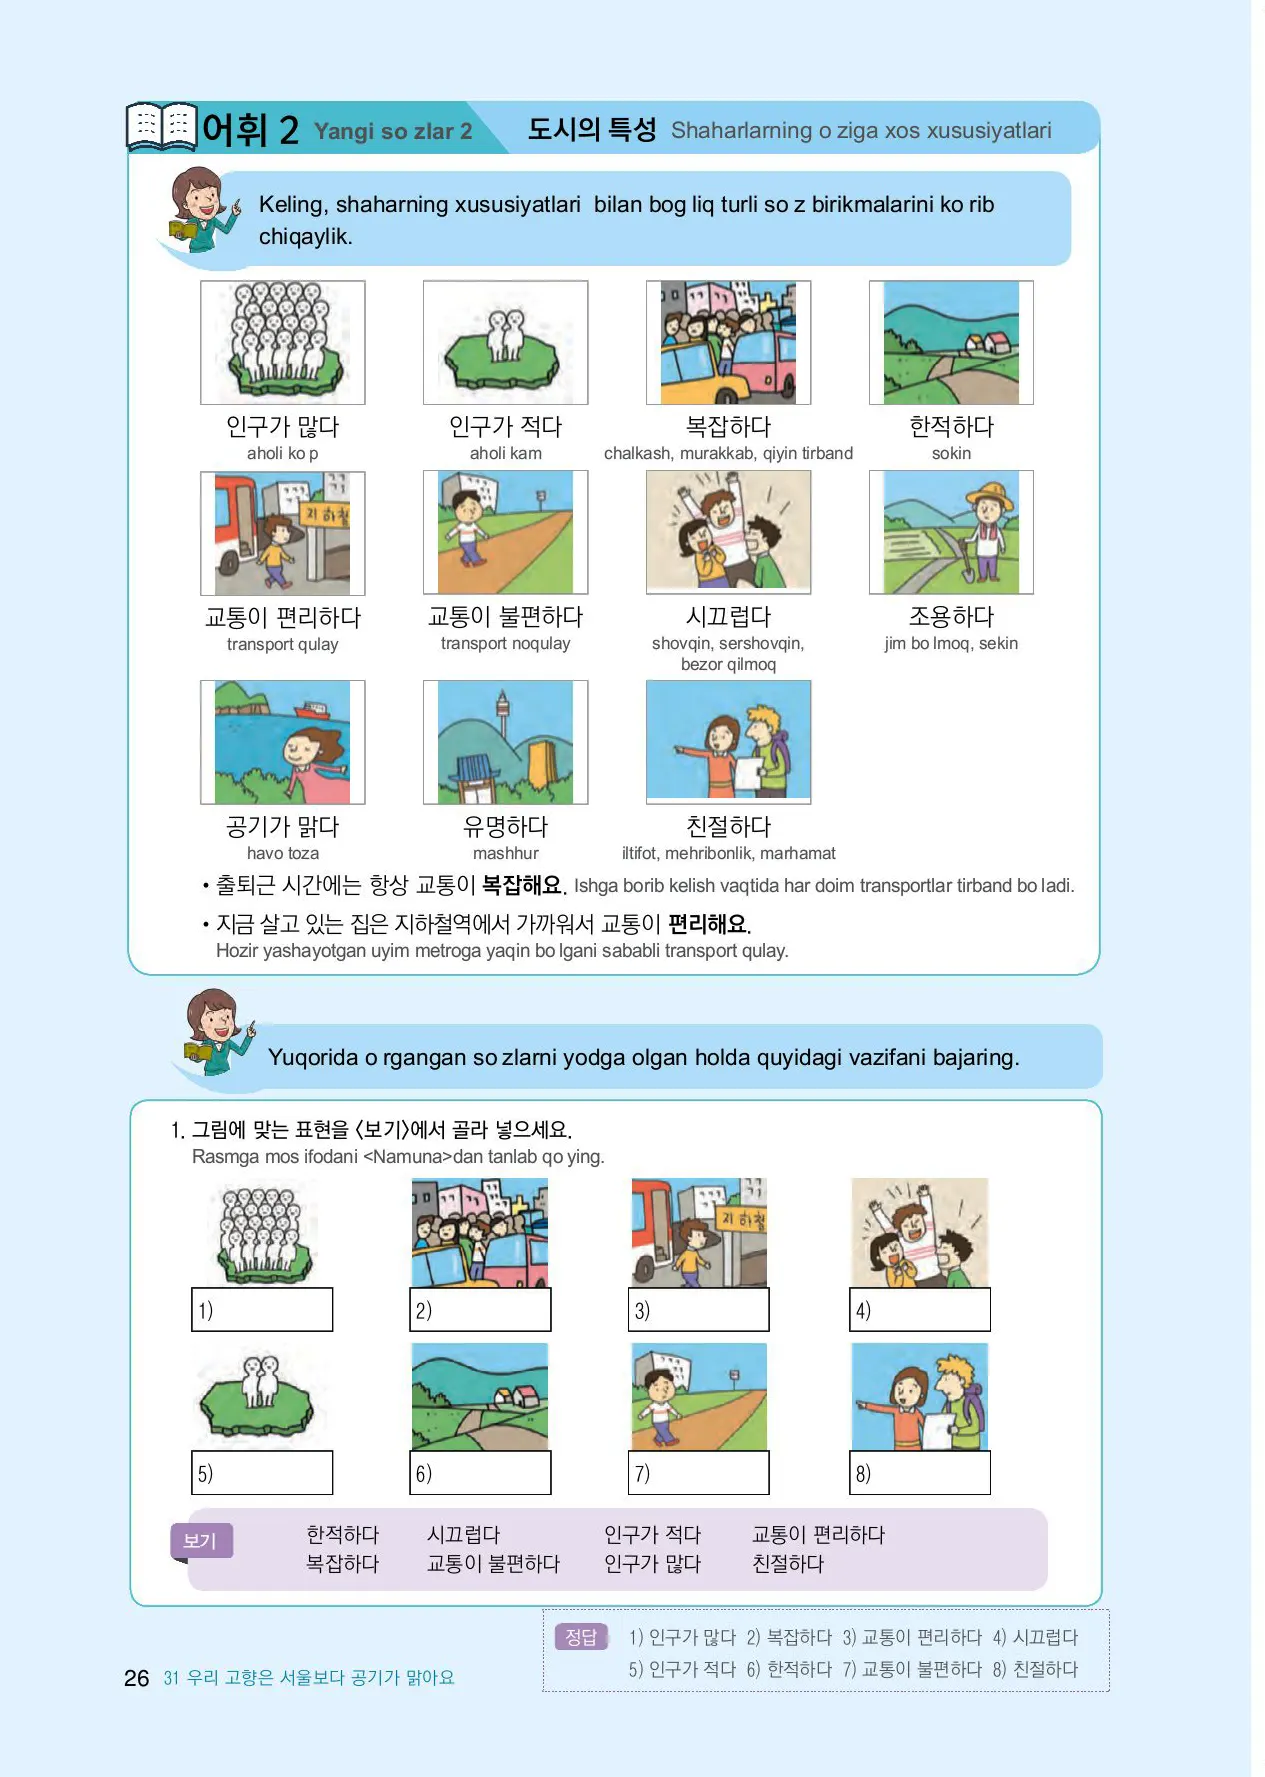 어휘 2 Yangi so zlar 2 도시의 특성 Shaharlarning o ziga xos xususiyatlari
Keling, shaharning xususiyatlari bilan bog liq turli so z birikmalarini ko rib
chiqaylik.
인구가 많다 인구가 적다 복잡하다 한적하다
aholi ko p aholi kam chalkash, murakkab, qiyin tirband sokin
지하철
교통이 편리하다 교통이 불편하다 시끄럽다 조용하다
transport qulay transport noqulay shovqin, sershovqin, jim bo lmoq, sekin
bezor qilmoq
공기가 맑다 유명하다 친절하다
havo toza mashhur iltifot, mehribonlik, marhamat
• 출퇴근 시간에는 항상 교통이 복잡해요. Ishga borib kelish vaqtida har doim transportlar tirband bo ladi.
• 지금 살고 있는 집은 지하철역에서 가까워서 교통이 편리해요.
Hozir yashayotgan uyim metroga yaqin bo lgani sababli transport qulay.
Yuqorida o rgangan so zlarni yodga olgan holda quyidagi vazifani bajaring.
1. 그림에 맞는 표현을 〈보기〉에서 골라 넣으세요.
Rasmga mos ifodani <Namuna>dan tanlab qo ying.
지하철
1) 2) 3) 4)
5) 6) 7) 8)
보기 한적하다 시끄럽다 인구가 적다 교통이 편리하다
복잡하다 교통이 불편하다 인구가 많다 친절하다
정답 1) 인구가 많다 2) 복잡하다 3) 교통이 편리하다 4) 시끄럽다
5) 인구가 적다 6) 한적하다 7) 교통이 불편하다 8) 친절하다
26 31 우리 고향은 서울보다 공기가 맑아요